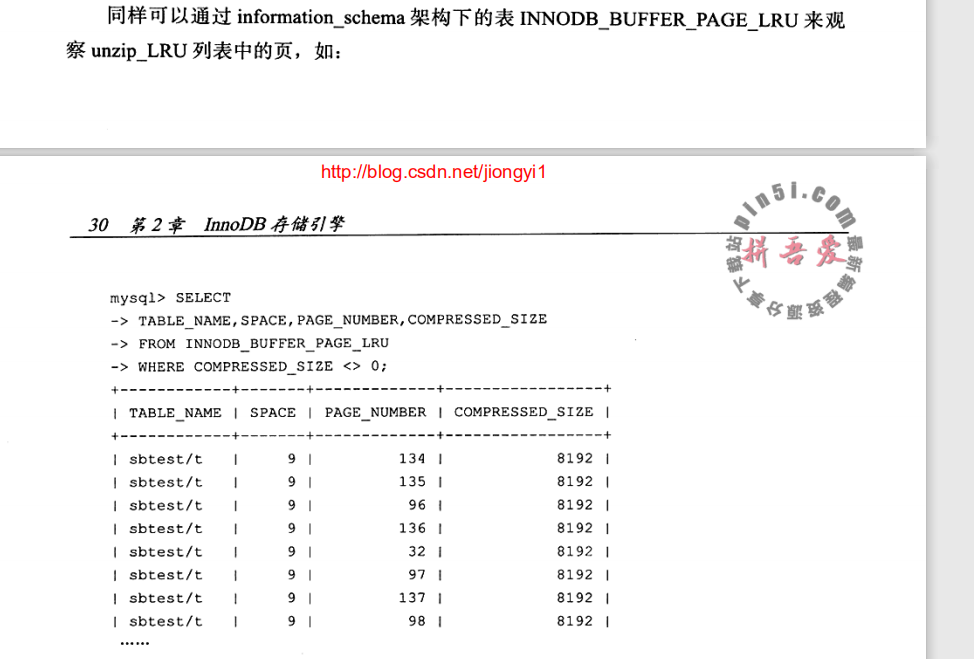 同样可以通过 information_schema 架构下的表 INNODB_BUFFER_PAGE_LRU 来观
察 unzip_LRU 列表中的页，如：
http://blog.csdn.net/jiongyi1
pin5i.com
拼吾爱
最新编程资源分享下载站
30 第 2 章 InnoDB 存储引擎
mysql> SELECT
-> TABLE_NAME,SPACE,PAGE_NUMBER,COMPRESSED_SIZE
-> FROM INNODB_BUFFER_PAGE_LRU
-> WHERE COMPRESSED_SIZE <> 0;
+------------+-------+-------------+-----------------+
| TABLE_NAME | SPACE | PAGE_NUMBER | COMPRESSED_SIZE |
+------------+-------+-------------+-----------------+
| sbtest/t | 9 | 134 | 8192 |
| sbtest/t | 9 | 135 | 8192 |
| sbtest/t | 9 | 96 | 8192 |
| sbtest/t | 9 | 136 | 8192 |
| sbtest/t | 9 | 32 | 8192 |
| sbtest/t | 9 | 97 | 8192 |
| sbtest/t | 9 | 137 | 8192 |
| sbtest/t | 9 | 98 | 8192 |
……